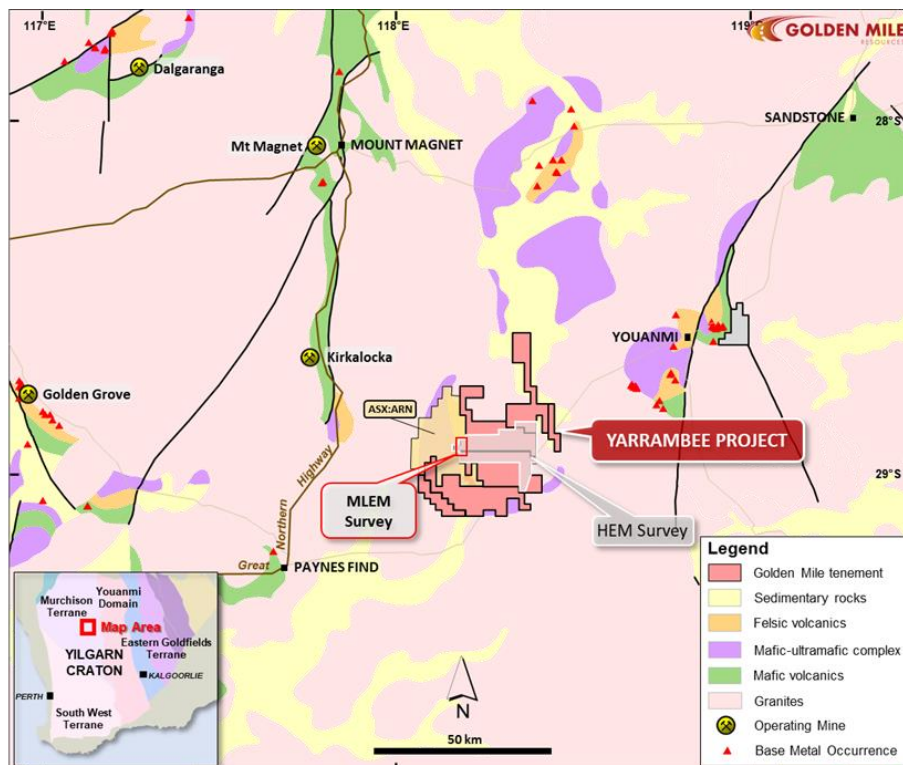 117°E
118°E
119°E
GOLDEN MILE
RESOURCES
Dalgaranga
SANDSTONE
28°S
Mt Magnet
MOUNT MAGNET
YOUANMI
Kirkalocka
Golden Grove
ASX:ARN
YARRAMBEE PROJECT
29°S
MLEM
Survey
HEM Survey
Great Northern Highway
PAYNES FIND
Legend
Golden Mile tenement
Sedimentary rocks
Felsic volcanics
Mafic-ultramafic complex
Mafic volcanics
Granites
Operating Mine
Base Metal Occurrence
Murchison
Terrane
Youanmi
Domain
Map Area
YILGARN
CRATON
Eastern Goldfields
Terrane
KALGOORLIE
PERTH
South West
Terrane
N
50 km